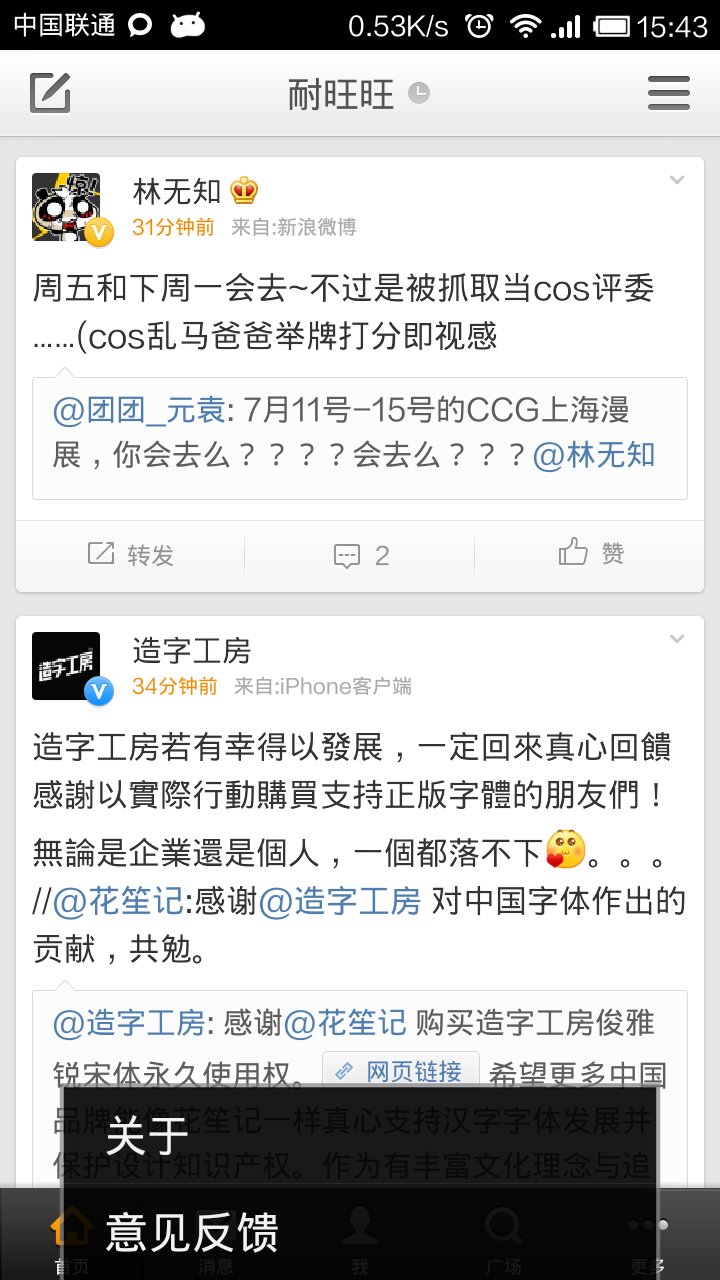 中国联通 0.53K/s 15:43
耐旺旺
林无知
31分钟前 来自:新浪微博
周五和下周一会去~不过是被抓取当cos评委
……(cos乱马爸爸举牌打分即视感
@团团_元袁: 7月11号-15号的CCG上海漫
展，你会去么？？？？会去么？？？@林无知
转发 2 赞
造字工房
造字工房
34分钟前 来自:iPhone客户端
造字工房若有幸得以發展，一定回來真心回饋
感謝以實際行動購買支持正版字體的朋友們！
無論是企業還是個人，一個都落不下。。。
//@花笙记:感谢@造字工房 对中国字体作出的
贡献，共勉。
@造字工房: 感谢@花笙记 购买造字工房俊雅
锐宋体永久使用权。 网页链接 希望更多中国
品牌能像花笙记一样真心支持汉字字体发展并
保护设计知识产权。作为有丰富文化理念与追
关于
意见反馈
首页 消息 我 广场 更多